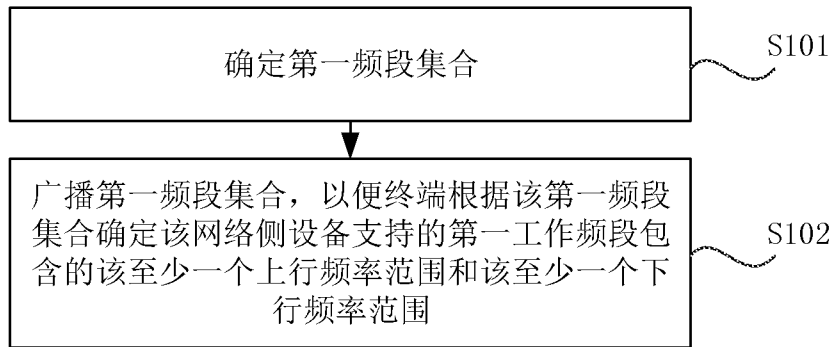 确定第一频段集合
S101
广播第一频段集合，以便终端根据该第一频段
集合确定该网络侧设备支持的第一工作频段包
含的该至少一个上行频率范围和该至少一个下
行频率范围
S102